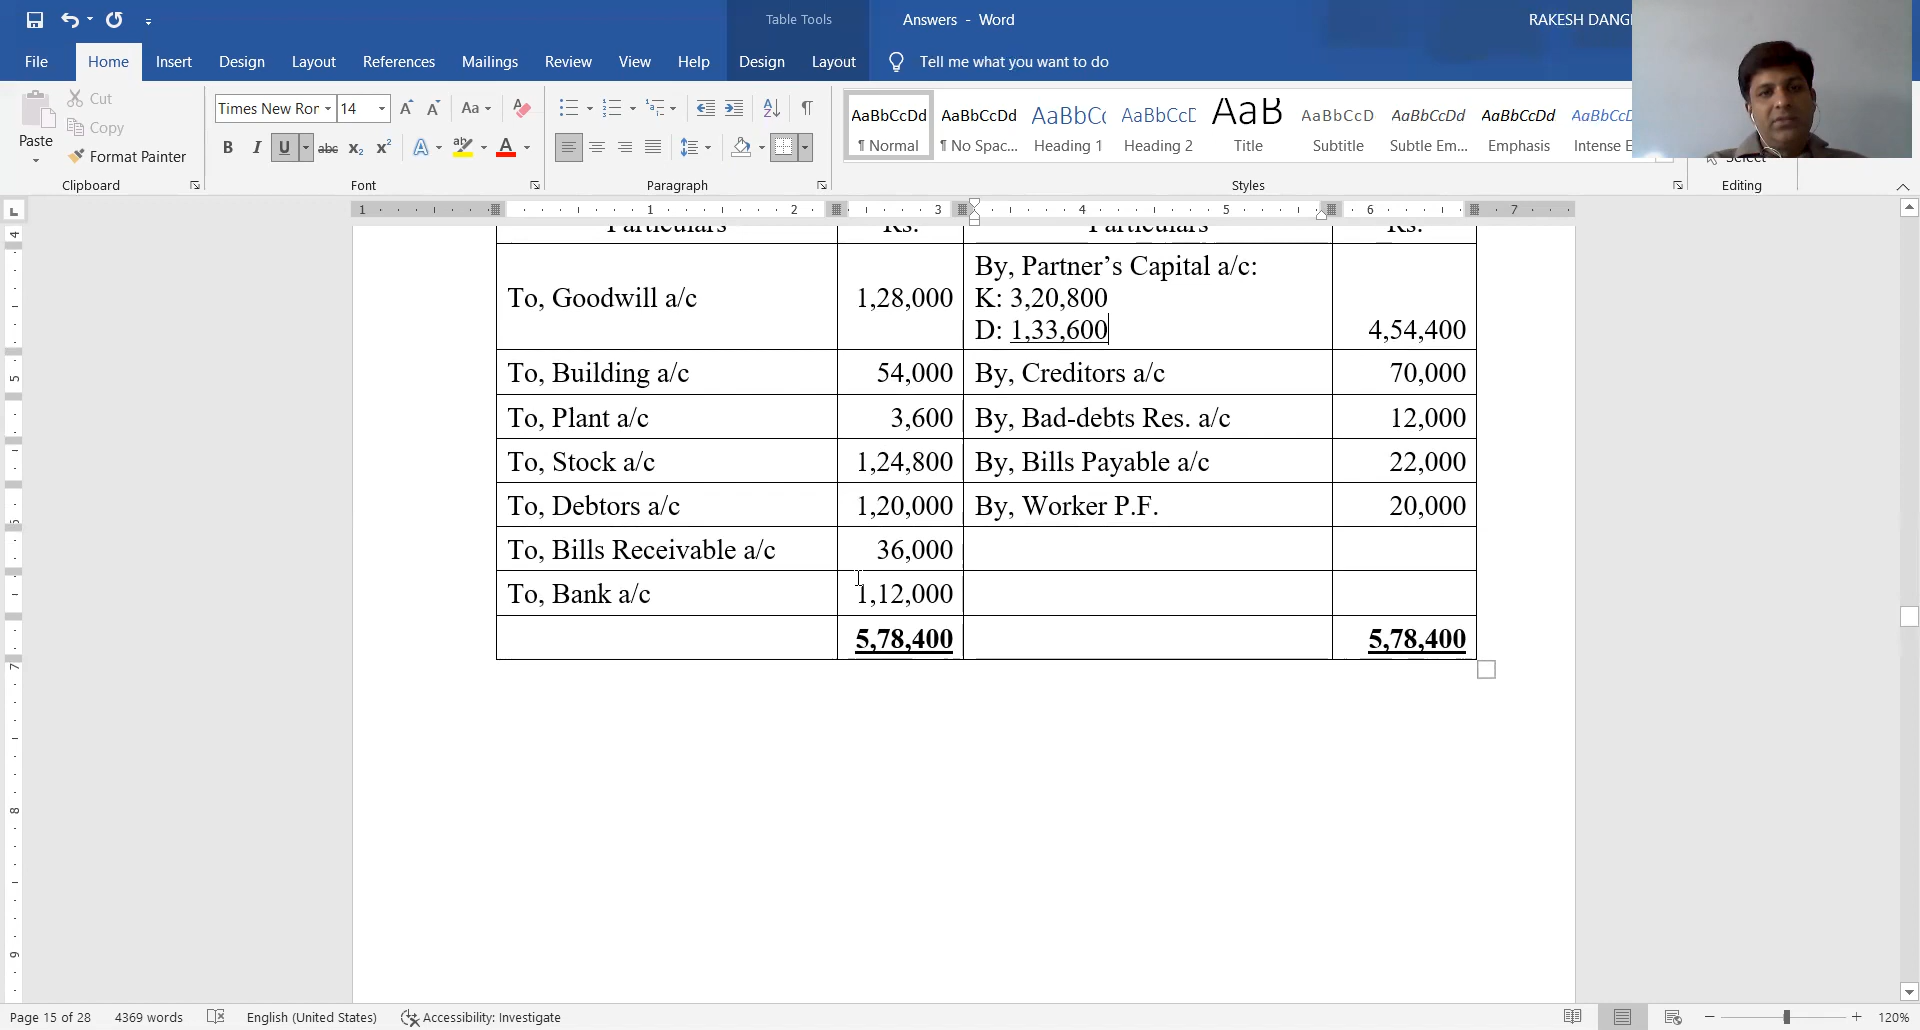 Table Tools
Answers - Word
RAKESH DANG
File
Home
Insert
Design
Layout
References
Mailings
Review
View
Help
Design
Layout
Tell me what you want to do
Paste
Cut
Copy
Format Painter
Clipboard
Times New Ror
14
Font
Paragraph
AaBbCcDd
¶ Normal
AaBbCcDd
¶ No Spac...
AaBbC
Heading 1
AaBbCcD
Heading 2
AaB
Title
AaBbCcD
Subtitle
AaBbCcDd
Subtle Em...
AaBbCcDd
Emphasis
AaBbCc
Intense E
Styles
Select
Editing
Particulars Rs. Particulars Rs.
To, Goodwill a/c 1,28,000
By, Partner’s Capital a/c:
K: 3,20,800
D: 1,33,600 4,54,400
To, Building a/c 54,000 By, Creditors a/c 70,000
To, Plant a/c 3,600 By, Bad-debts Res. a/c 12,000
To, Stock a/c 1,24,800 By, Bills Payable a/c 22,000
To, Debtors a/c 1,20,000 By, Worker P.F. 20,000
To, Bills Receivable a/c 36,000
To, Bank a/c 1,12,000
5,78,400 5,78,400
Page 15 of 28 4369 words English (United States) Accessibility: Investigate 120%